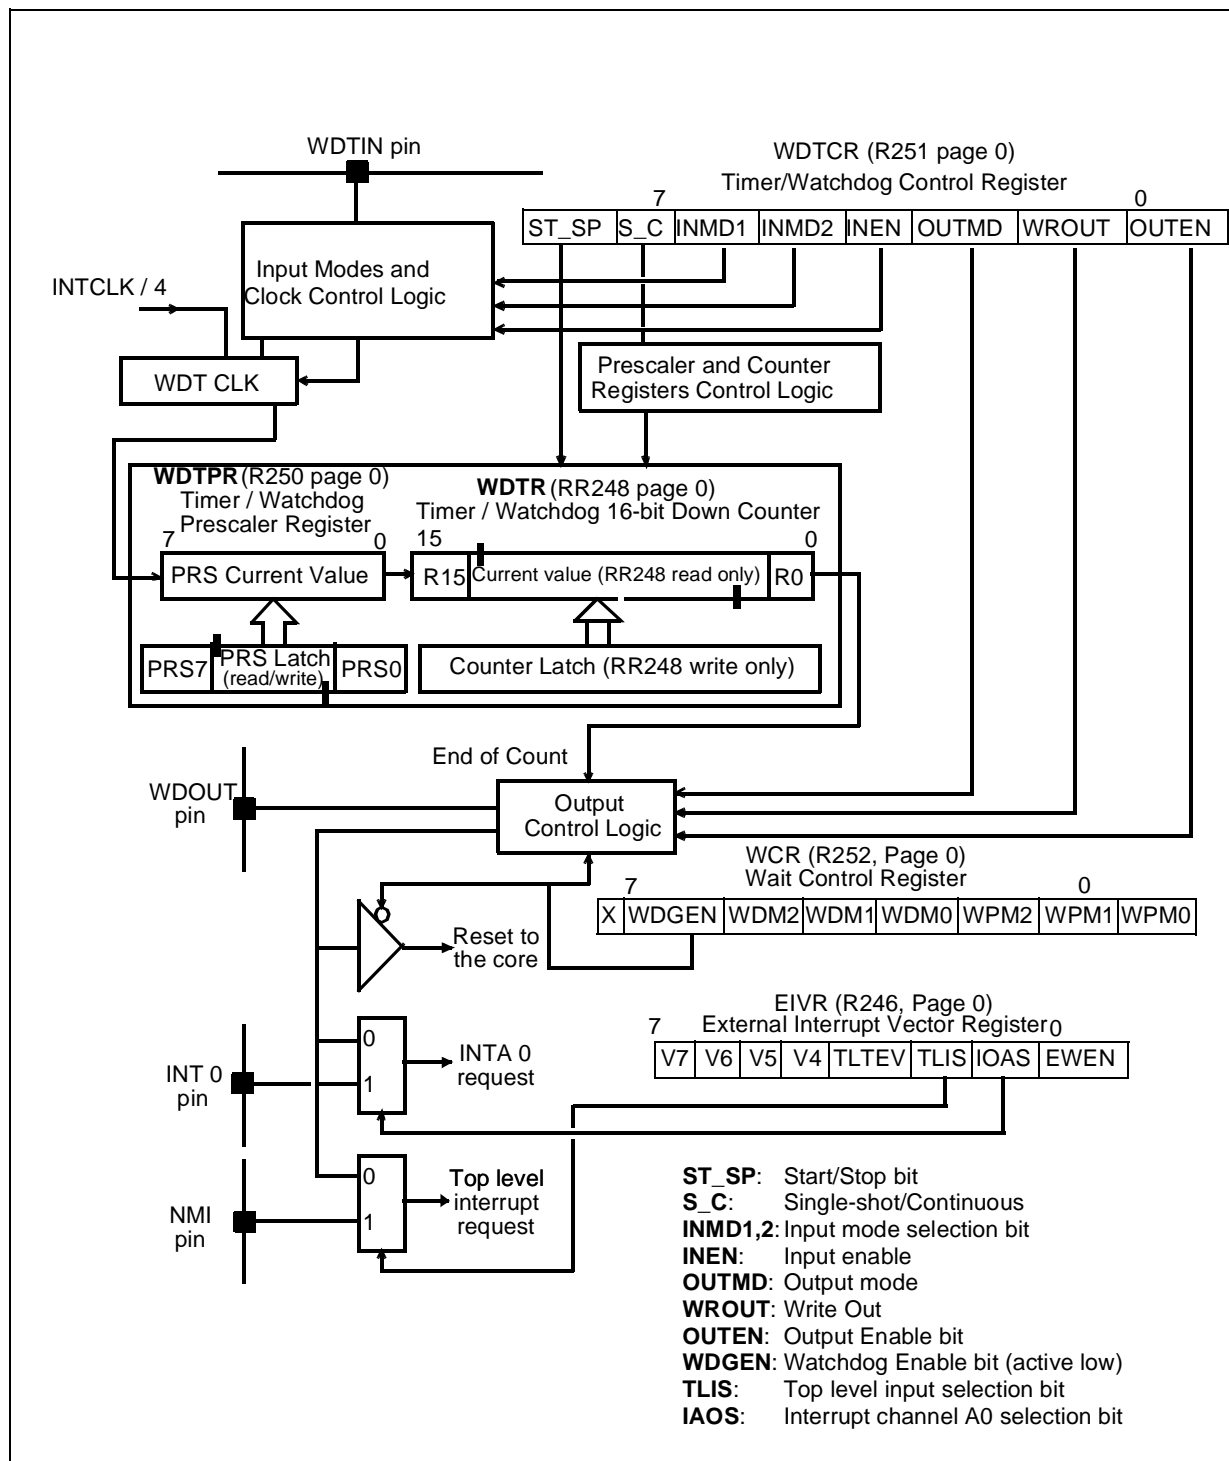 WDTIN pin
WDTCR (R251 page 0)
Timer/Watchdog Control Register
7 0
ST_SP S_C INMD1 INMD2 INEN OUTMD WROUT OUTEN
Input Modes and
Clock Control Logic
INTCLK / 4
WDT CLK
Prescaler and Counter
Registers Control Logic
WDTPR (R250 page 0)
Timer / Watchdog
Prescaler Register
7 0
WDTR (RR248 page 0)
Timer / Watchdog 16-bit Down Counter
15 0
PRS Current Value
R15 Current value (RR248 read only) R0
PRS7 PRS Latch PRS0
(read/write)
Counter Latch (RR248 write only)
End of Count
WDOUT
pin
Output
Control Logic
WCR (R252, Page 0)
Wait Control Register
7 0
X WDGEN WDM2 WDM1 WDM0 WPM2 WPM1 WPM0
Reset to
the core
EIVR (R246, Page 0)
External Interrupt Vector Register
7 0
V7 V6 V5 V4 TLTEV TLIS IOAS EWEN
INT 0
pin
0
1
INTA 0
request
NMI
pin
0
1
Top level
interrupt
request
ST_SP: Start/Stop bit
S_C: Single-shot/Continuous
INMD1,2: Input mode selection bit
INEN: Input enable
OUTMD: Output mode
WROUT: Write Out
OUTEN: Output Enable bit
WDGEN: Watchdog Enable bit (active low)
TLIS: Top level input selection bit
IAOS: Interrupt channel A0 selection bit